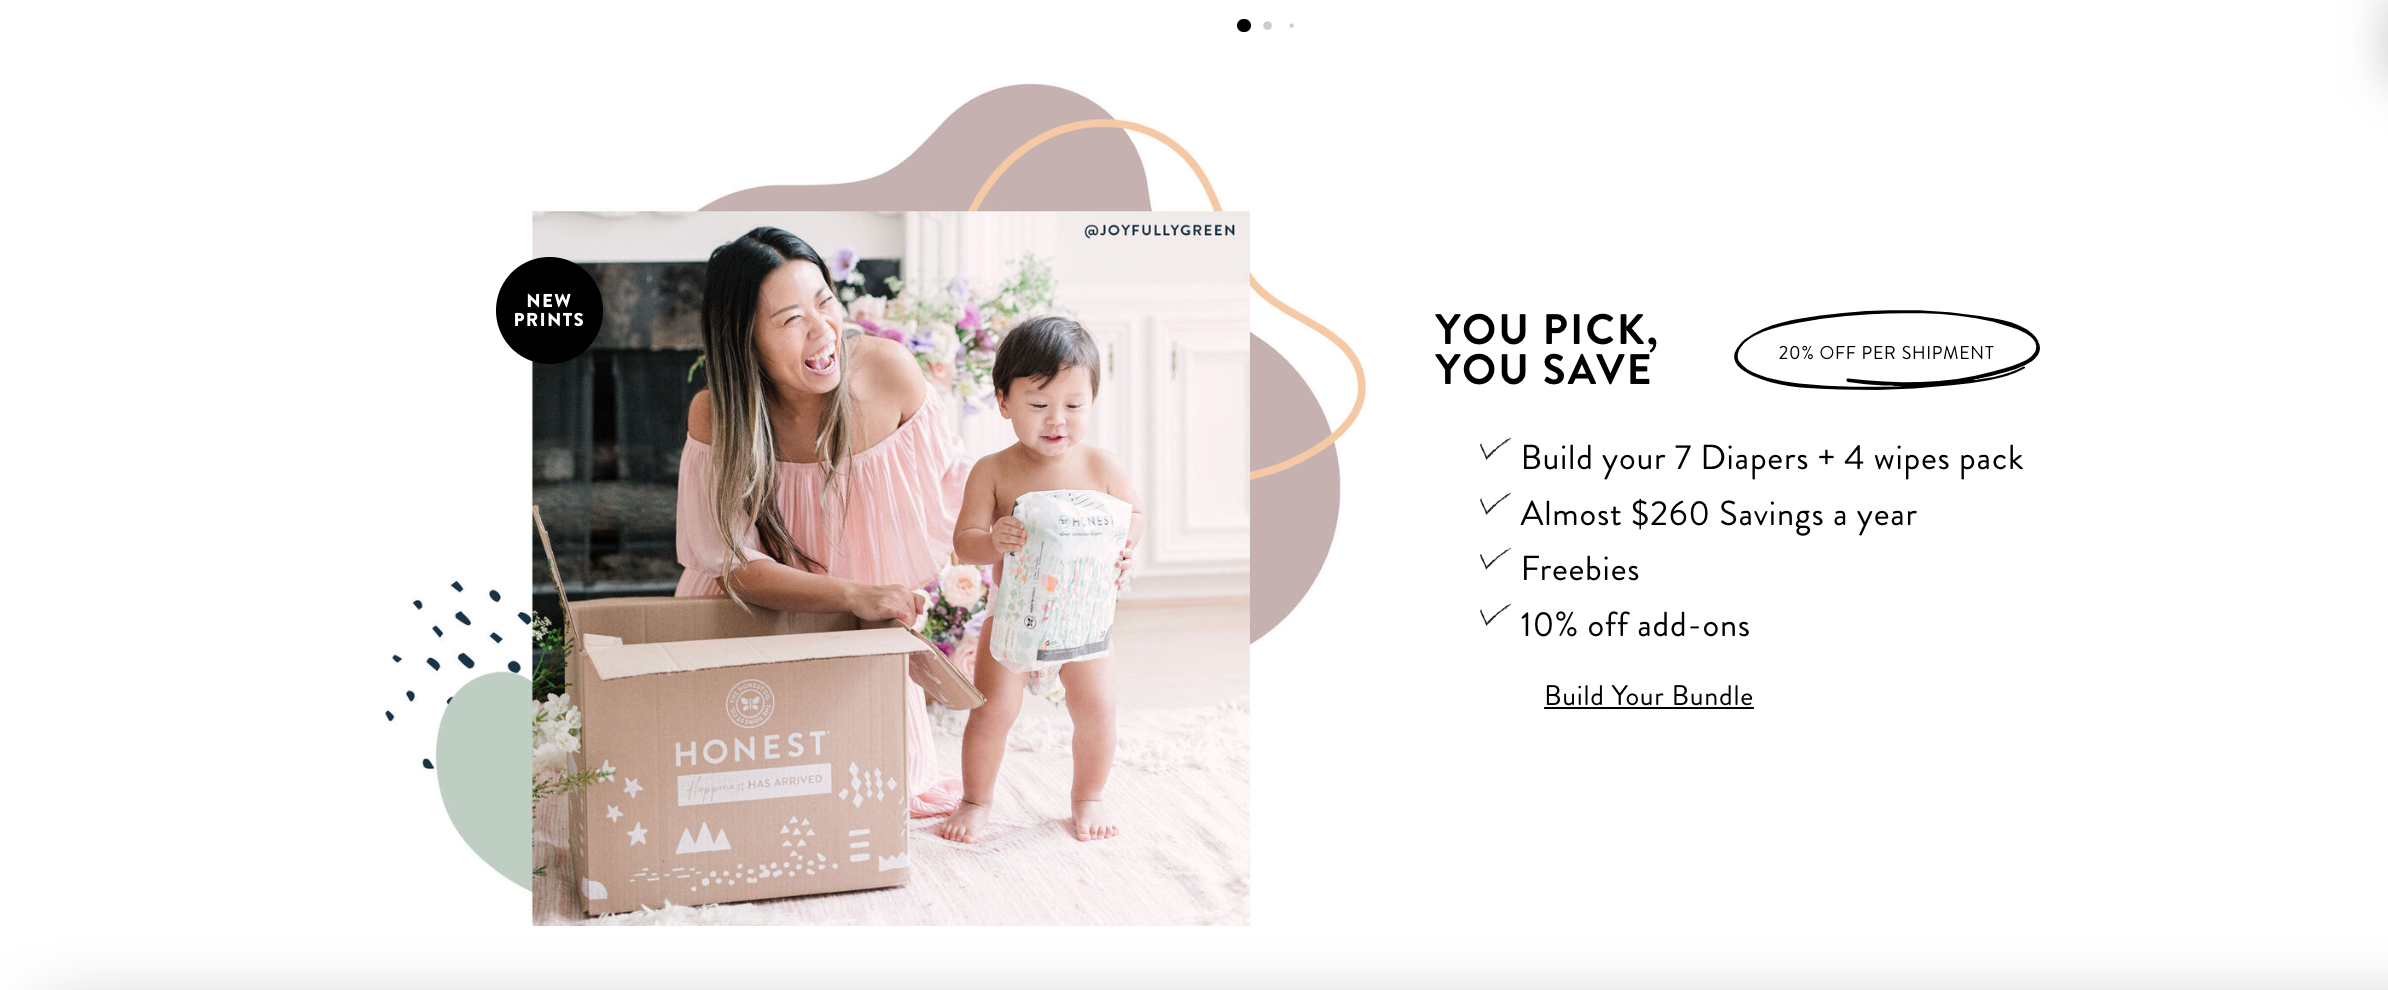 @JOYFULLYGREEN
NEW
PRINTS
HONEST
HONEST
Happiness HAS ARRIVED
YOU PICK,
YOU SAVE
20% OFF PER SHIPMENT
Build your 7 Diapers + 4 wipes pack
Almost $260 Savings a year
Freebies
10% off add-ons
Build Your Bundle